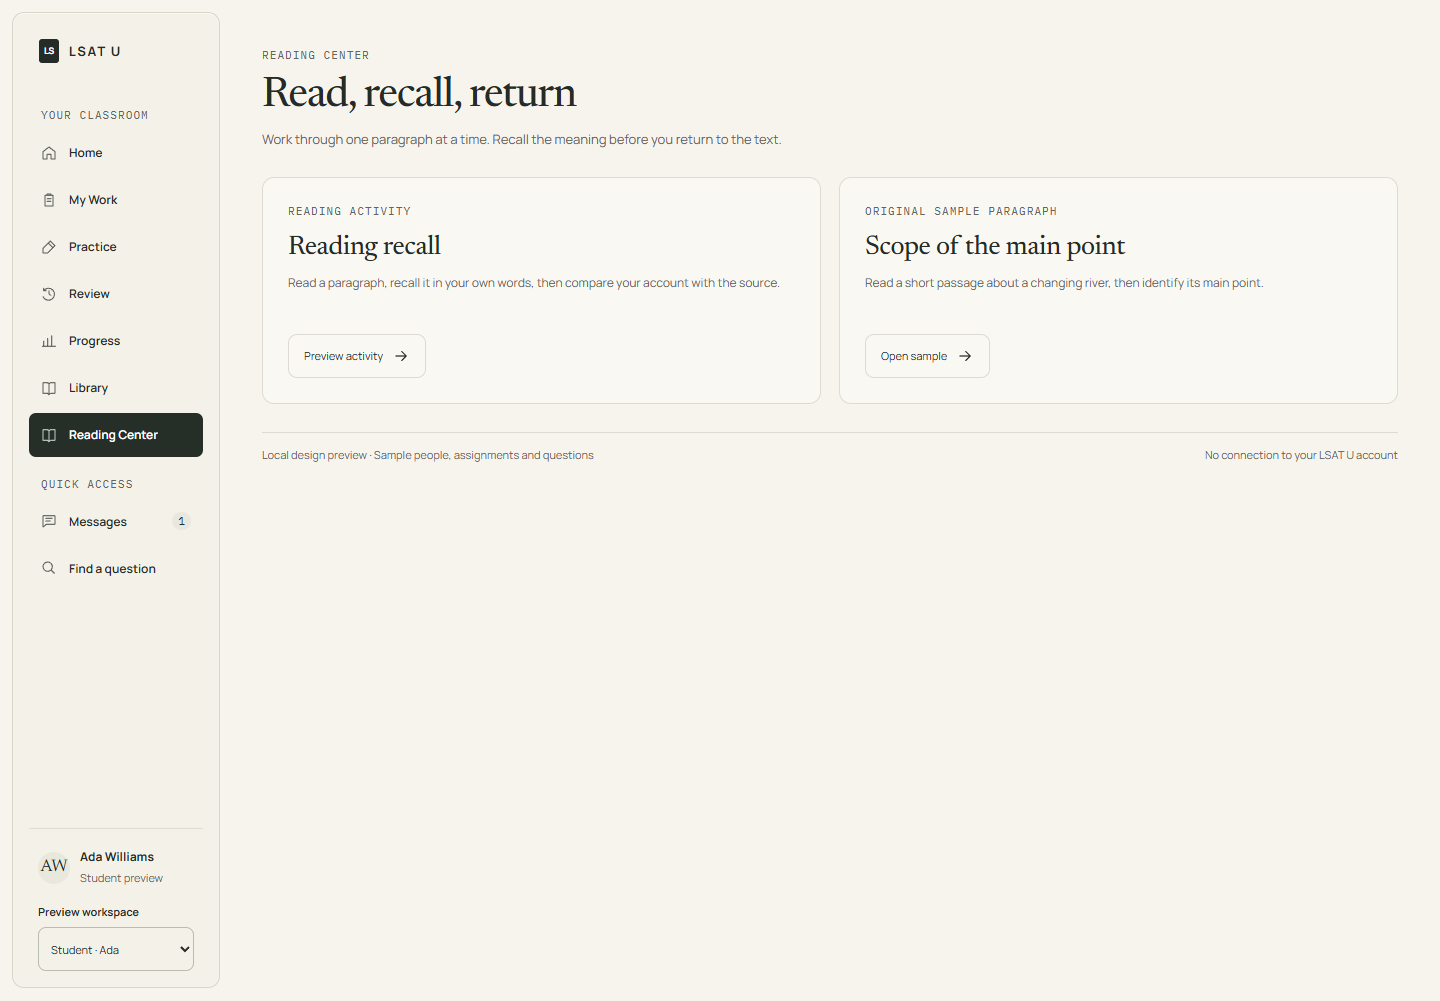 LS LSAT U
YOUR CLASSROOM
Home
My Work
Practice
Review
Progress
Library
Reading Center
QUICK ACCESS
Messages 1
Find a question
AW
Ada Williams
Student preview
Preview workspace
Student · Ada
READING CENTER
Read, recall, return
Work through one paragraph at a time. Recall the meaning before you return to the text.
READING ACTIVITY
Reading recall
Read a paragraph, recall it in your own words, then compare your account with the source.
Preview activity
ORIGINAL SAMPLE PARAGRAPH
Scope of the main point
Read a short passage about a changing river, then identify its main point.
Open sample
Local design preview · Sample people, assignments and questions
No connection to your LSAT U account